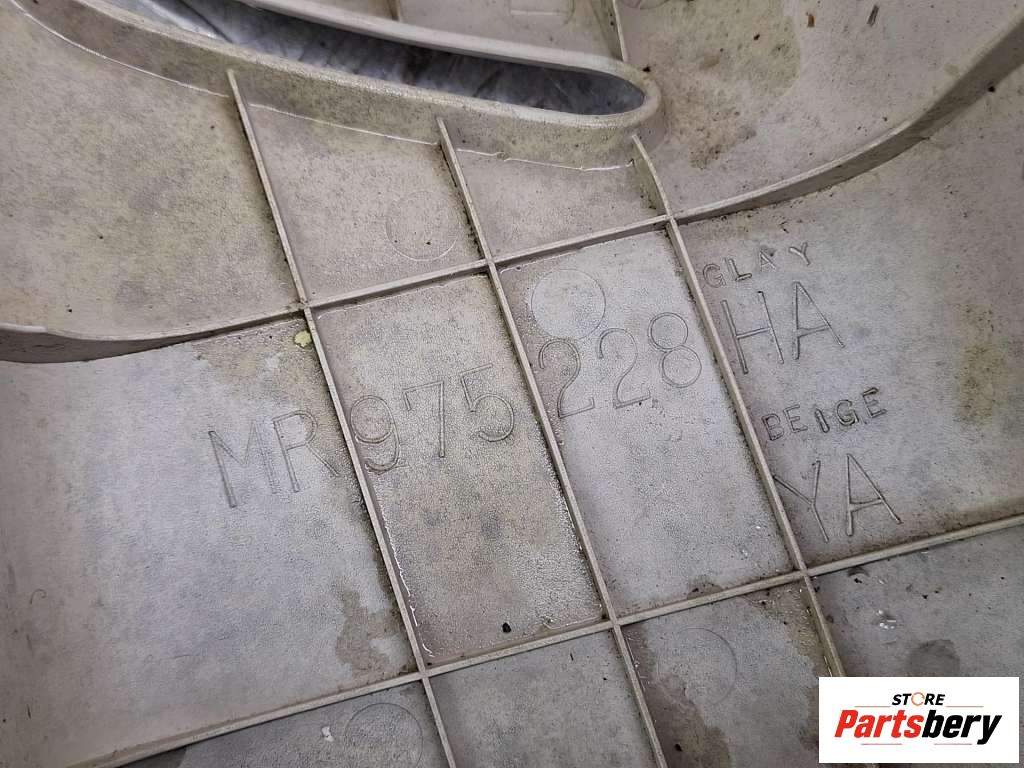 MR975228
GLAY
HA
BEIGE
YA
STORE
Partsbery